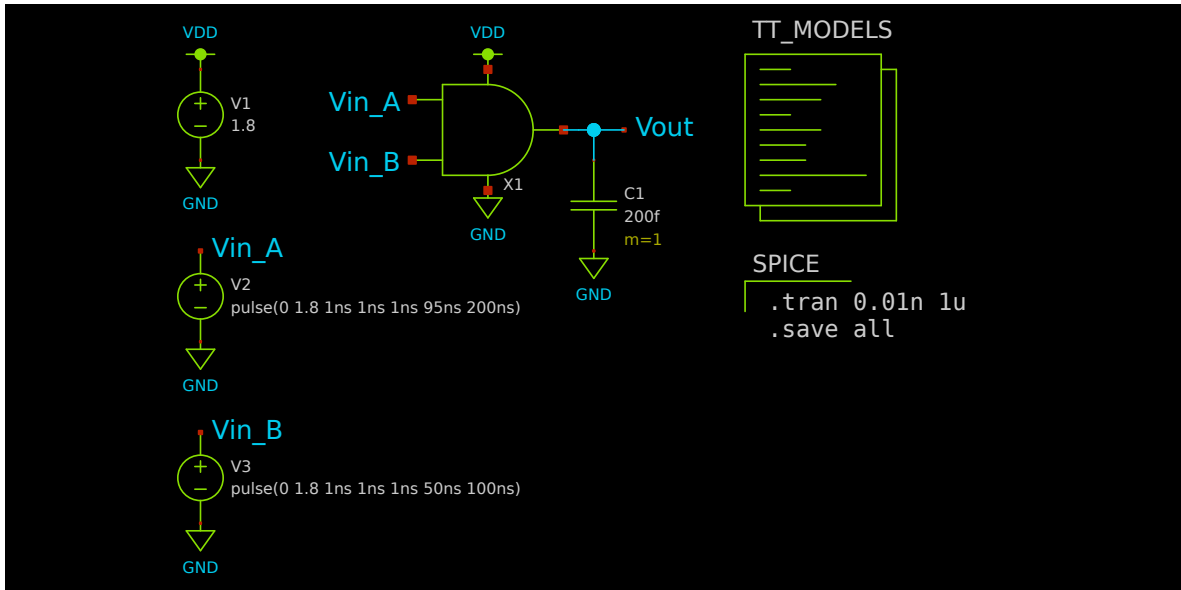 VDD
V1
1.8
GND
Vin_A
V2
pulse(0 1.8 1ns 1ns 1ns 95ns 200ns)
GND
Vin_B
V3
pulse(0 1.8 1ns 1ns 1ns 50ns 100ns)
GND
VDD
Vin_A
Vin_B
X1
GND
Vout
C1
200f
m=1
GND
TT_MODELS
SPICE
.tran 0.01n 1u
.save all